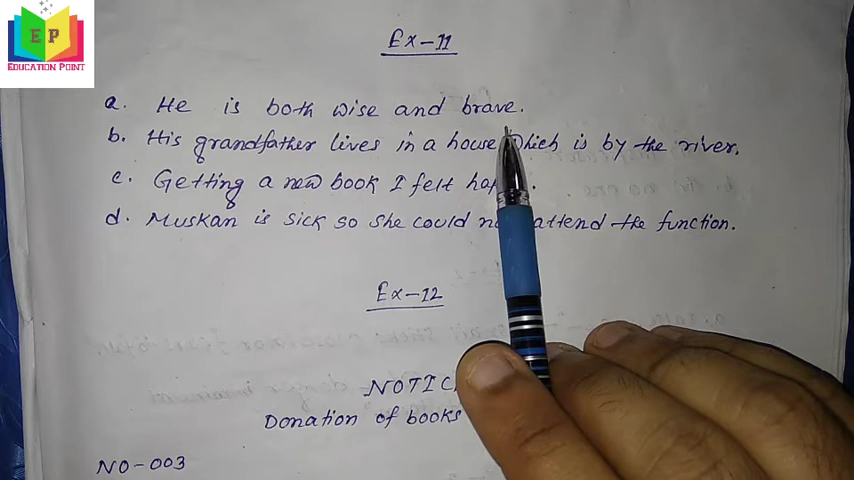 E P
EDUCATION POINT
Ex-11
a. He is both wise and brave.
b. His grandfather lives in a house which is by the river.
c. Getting a new book I felt
d. Muskan is sick so she could attend the function.
Ex-12
Donation of books
NO-003